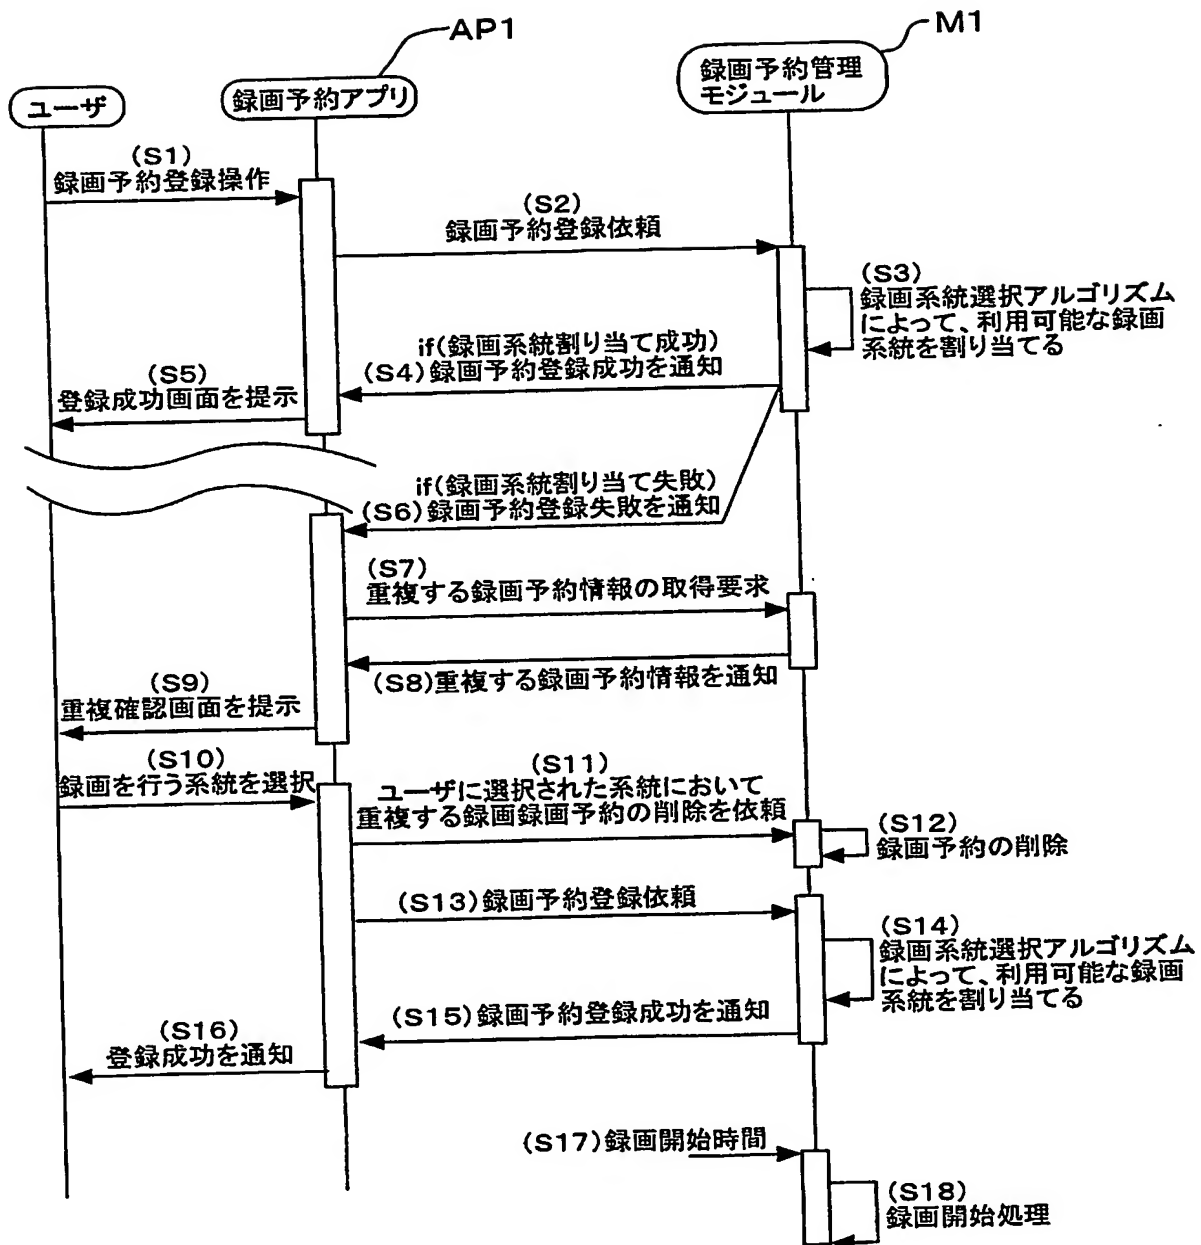 AP1
M1
ユーザ
録画予約アプリ
録画予約管理
モジュール
(S1)
録画予約登録操作
(S2)
録画予約登録依頼
(S3)
録画系統選択アルゴリズム
によって、利用可能な録画
系統を割り当てる
if(録画系統割り当て成功)
(S4)録画予約登録成功を通知
(S5)
登録成功画面を提示
if(録画系統割り当て失敗)
(S6)録画予約登録失敗を通知
(S7)
重複する録画予約情報の取得要求
(S8)重複する録画予約情報を通知
(S9)
重複確認画面を提示
(S10)
録画を行う系統を選択
(S11)
ユーザに選択された系統において
重複する録画録画予約の削除を依頼
(S12)
録画予約の削除
(S13)録画予約登録依頼
(S14)
録画系統選択アルゴリズム
によって、利用可能な録画
系統を割り当てる
(S15)録画予約登録成功を通知
(S16)
登録成功を通知
(S17)録画開始時間
(S18)
録画開始処理